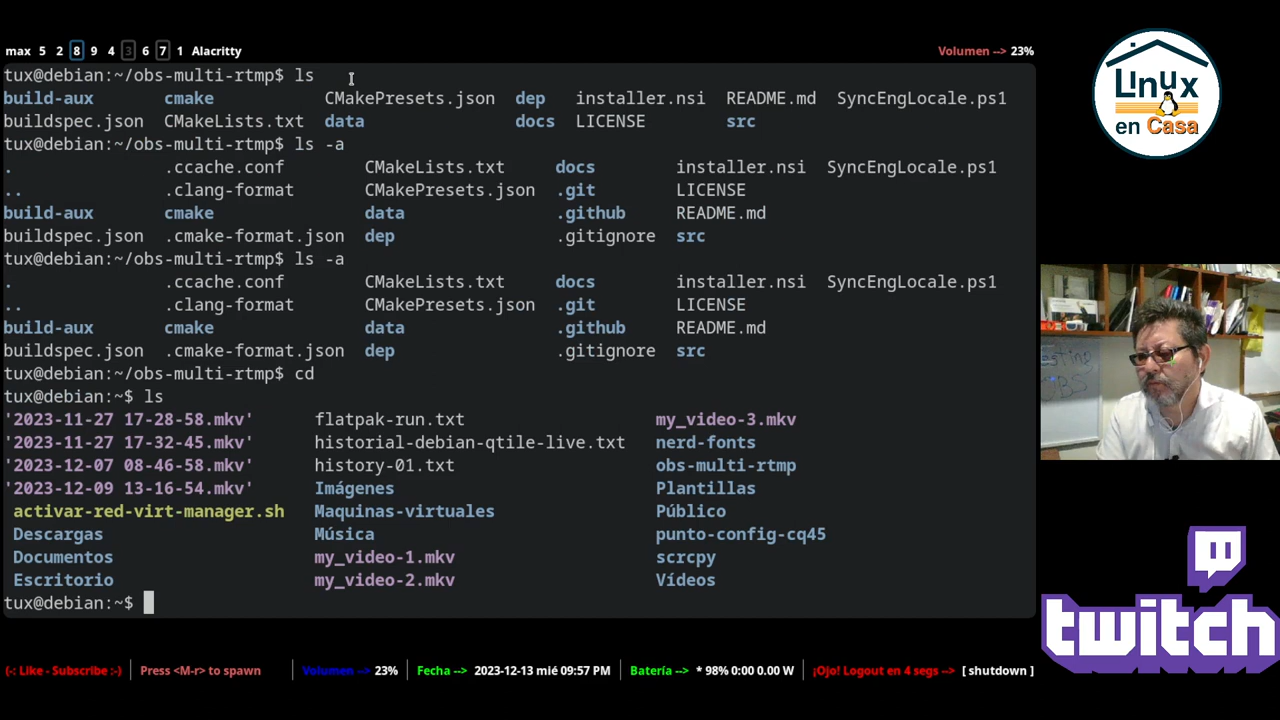 max 5 2 8 9 4 3 6 7 1 Alacritty
Volumen --> 23%
tux@debian:~/obs-multi-rtmp$ ls
build-aux cmake CMakePresets.json dep installer.nsi README.md SyncEngLocale.ps1
buildspec.json CMakeLists.txt data docs LICENSE src
tux@debian:~/obs-multi-rtmp$ ls -a
. .ccache.conf CMakeLists.txt docs installer.nsi SyncEngLocale.ps1
.. .clang-format CMakePresets.json .git LICENSE
build-aux cmake data .github README.md
buildspec.json .cmake-format.json dep .gitignore src
tux@debian:~/obs-multi-rtmp$ ls -a
. .ccache.conf CMakeLists.txt docs installer.nsi SyncEngLocale.ps1
.. .clang-format CMakePresets.json .git LICENSE
build-aux cmake data .github README.md
buildspec.json .cmake-format.json dep .gitignore src
tux@debian:~/obs-multi-rtmp$ cd
tux@debian:~$ ls
'2023-11-27 17-28-58.mkv' flatpak-run.txt my_video-3.mkv
'2023-11-27 17-32-45.mkv' historial-debian-qtile-live.txt nerd-fonts
'2023-12-07 08-46-58.mkv' history-01.txt obs-multi-rtmp
'2023-12-09 13-16-54.mkv' Imágenes Plantillas
activar-red-virt-manager.sh Maquinas-virtuales Público
Descargas Música punto-config-cq45
Documentos my_video-1.mkv scrcpy
Escritorio my_video-2.mkv Vídeos
tux@debian:~$
LInux
en Casa
esting
OBS
twitch
(-: Like - Subscribe :-) Press <M-r> to spawn Volumen --> 23% Fecha --> 2023-12-13 mié 09:57 PM Batería --> * 98% 0:00 0.00 W ¡Ojo! Logout en 4 segs --> [ shutdown ]